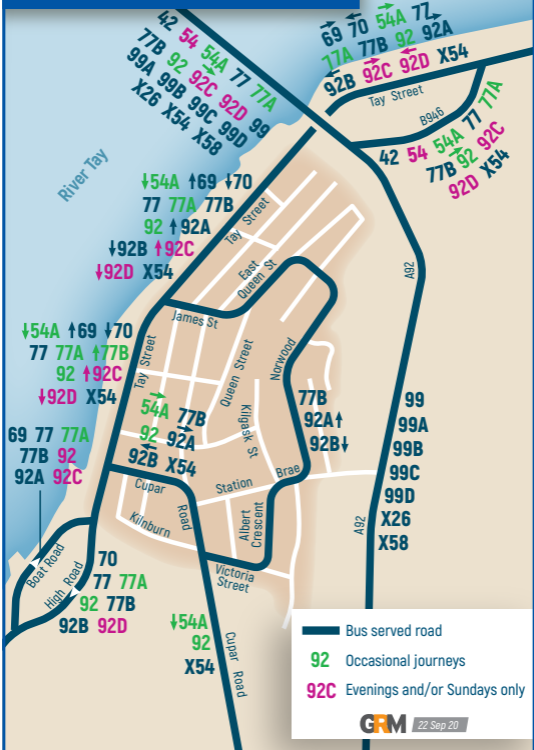 42 54 54A 77 77A
77B 92 92C 92D 99
99A 99B 99C 99D
X26 X54 X58
69 70 54A 77
77A 77B 92 92A
92B 92C 92D X54
Tay Street
B946
42 54 54A 77 77A
77B 92 92C
92D X54
River Tay
↓54A ↑69 ↓70
77 77A 77B
92 ↑92A
↓92B ↑92C
↓92D X54
Tay Street
East
Queen St
A92
James St
↓54A ↑69 ↓70
77 77A ↑77B
92 ↑92C
↓92D X54
Tay Street
Queen Street
Norwood
54A 77B
92 92A
92B X54
Kilgask St
77B
92A↑
92B↓
99
99A
99B
99C
99D
X26
X58
69 77 77A
77B 92
92A 92C
Cupar
Road
Station
Brae
Kilnburn
Albert
Crescent
A92
Boat Road
High Road
70
77 77A
92 77B
92B 92D
Victoria
Street
↓54A
92
X54
Cupar Road
Bus served road
92 Occasional journeys
92C Evenings and/or Sundays only
GRM 22 Sep 20